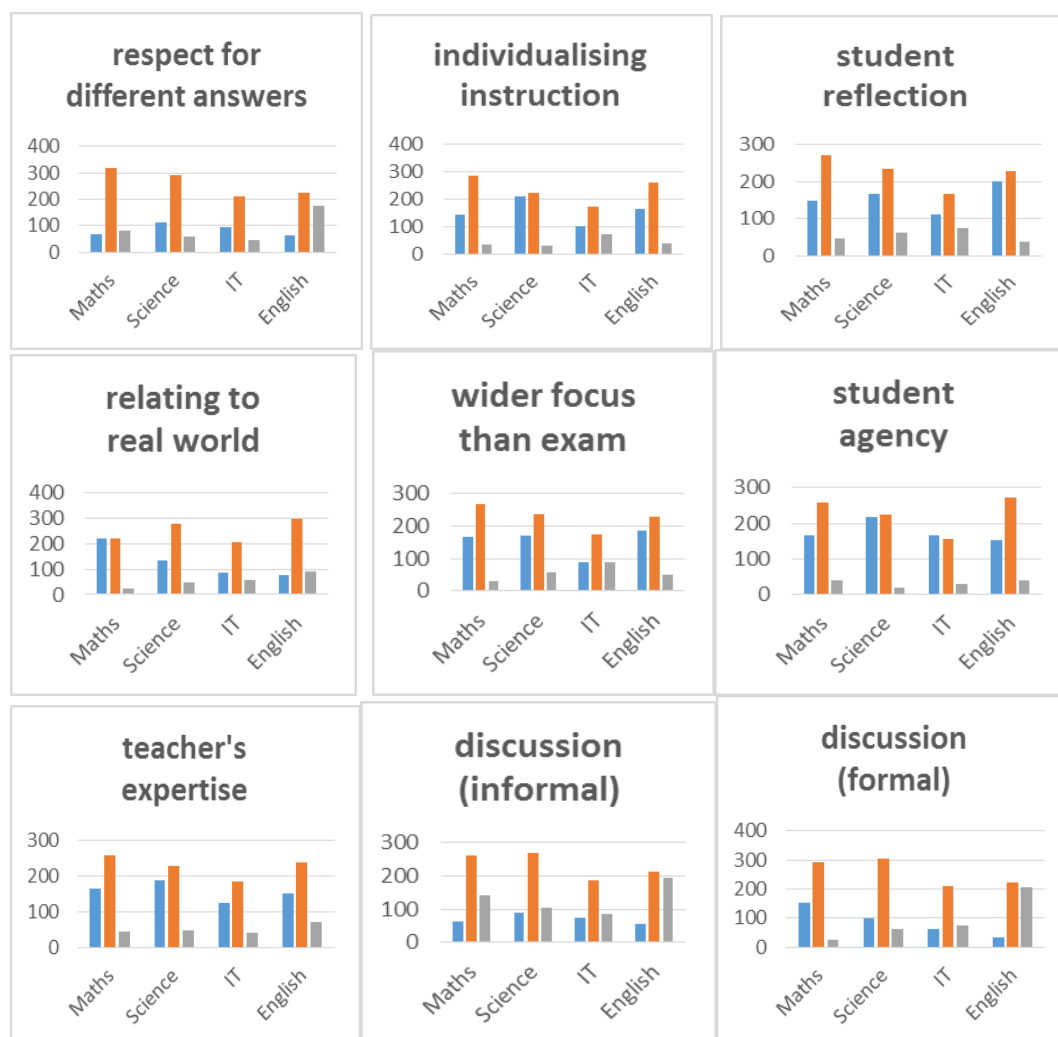 respect for
different answers
400
300
200
100
0
Maths
Science
IT
English
individualising
instruction
400
300
200
100
0
Maths
Science
IT
English
student
reflection
300
200
100
0
Maths
Science
IT
English
relating to
real world
400
300
200
100
0
Maths
Science
IT
English
wider focus
than exam
300
200
100
0
Maths
Science
IT
English
student
agency
300
200
100
0
Maths
Science
IT
English
teacher's
expertise
300
200
100
0
Maths
Science
IT
English
discussion
(informal)
300
200
100
0
Maths
Science
IT
English
discussion
(formal)
400
300
200
100
0
Maths
Science
IT
English